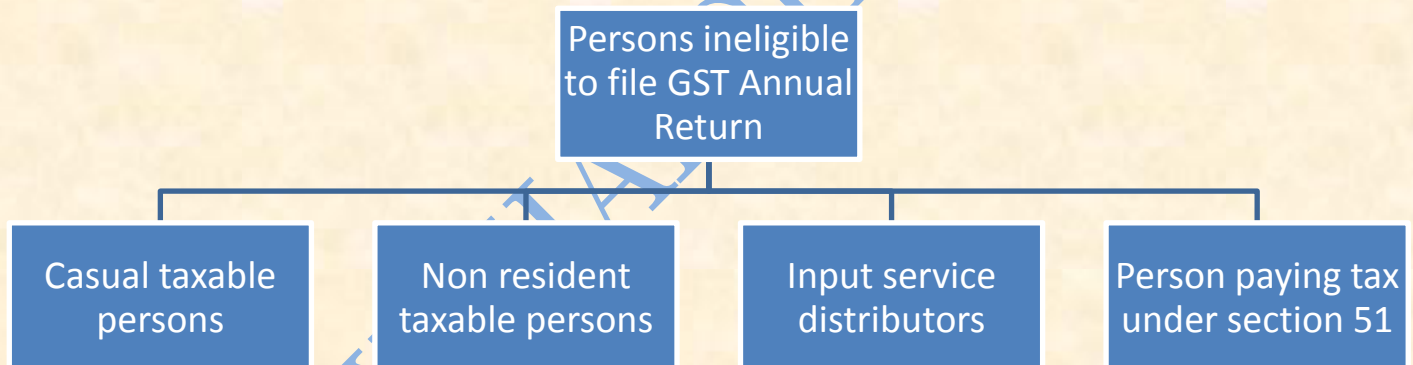 Persons ineligible
to file GST Annual
Return
Casual taxable
persons
Non resident
taxable persons
Input service
distributors
Person paying tax
under section 51